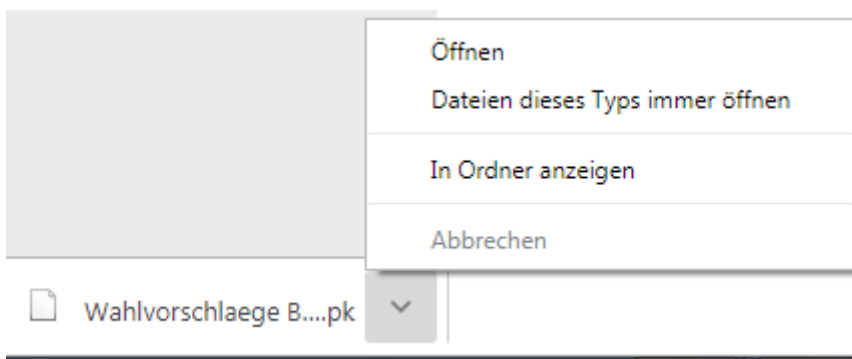 Öffnen
Dateien dieses Typs immer öffnen
In Ordner anzeigen
Abbrechen
Wahlvorschlaege B....pk